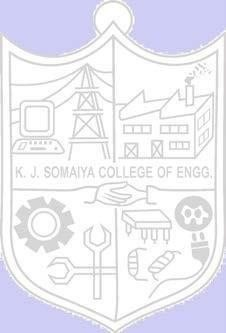 K. J. SOMAIYA COLLEGE OF ENGG.